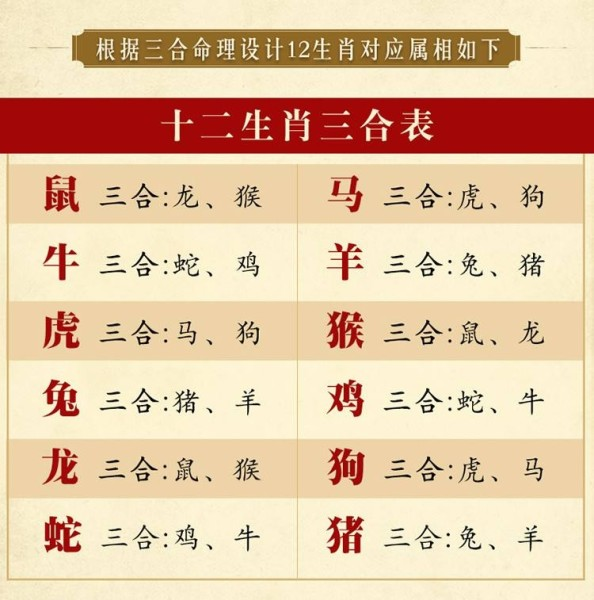 根据三合命理设计12生肖对应属相如下
十二生肖三合表
鼠 三合:龙、猴
马 三合:虎、狗
牛 三合:蛇、鸡
羊 三合:兔、猪
虎 三合:马、狗
猴 三合:鼠、龙
兔 三合:猪、羊
鸡 三合:蛇、牛
龙 三合:鼠、猴
狗 三合:虎、马
蛇 三合:鸡、牛
猪 三合:兔、羊